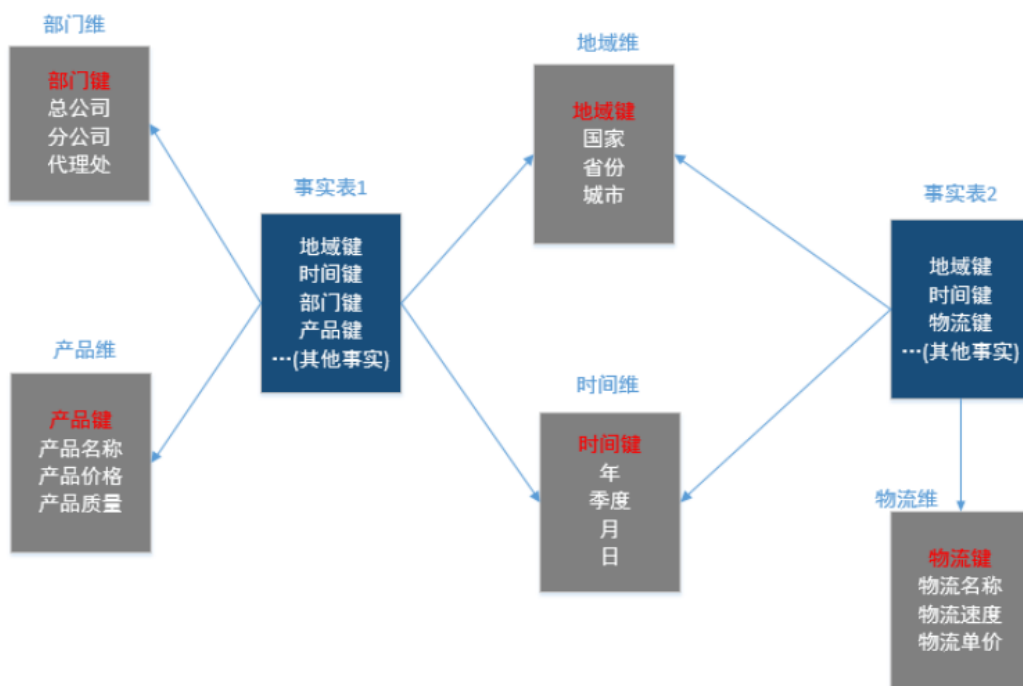 部门维
部门键
总公司
分公司
代理处
地域维
地域键
国家
省份
城市
事实表1
地域键
时间键
部门键
产品键
…(其他事实)
事实表2
地域键
时间键
物流键
…(其他事实)
产品维
产品键
产品名称
产品价格
产品质量
时间维
时间键
年
季度
月
日
物流维
物流键
物流名称
物流速度
物流单价